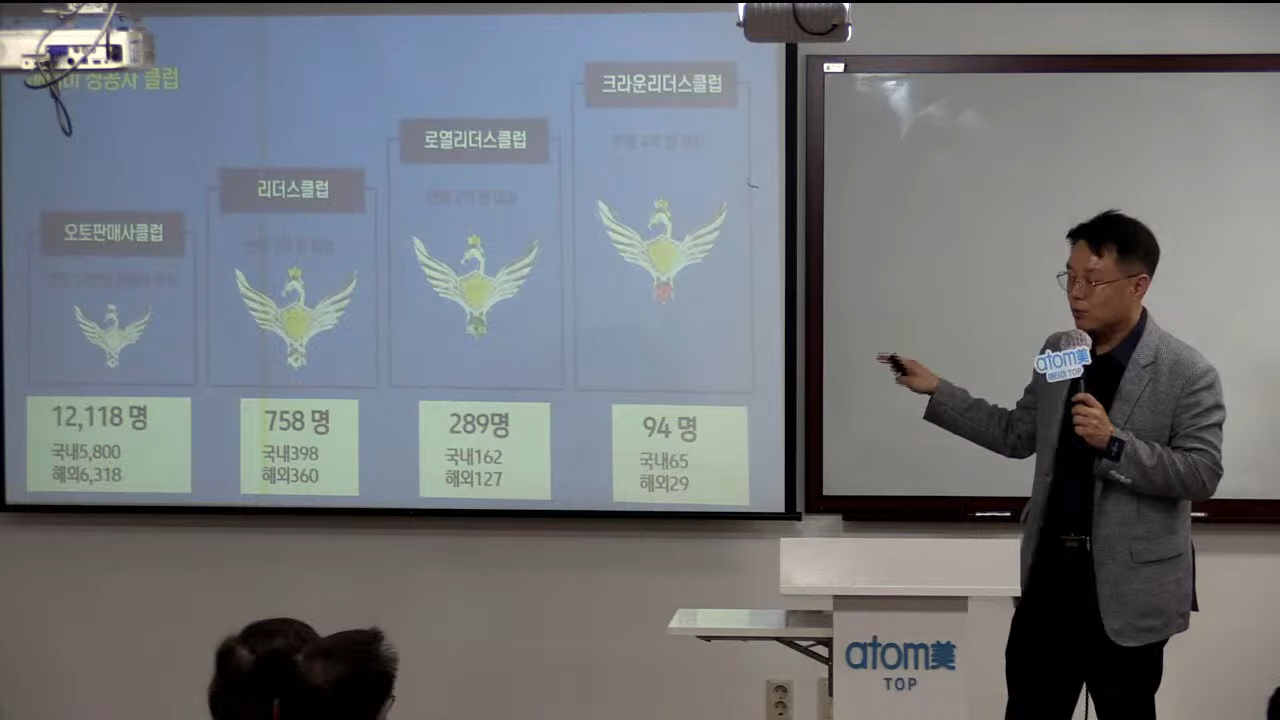 클럽
크라운리더스클럽
로열리더스클럽
리더스클럽
오토판매사클럽
12,118 명
국내5,800
해외6,318
758 명
국내398
해외360
289명
국내162
해외127
94 명
국내65
해외29
atom美
애터미 TOP
atom美
TOP